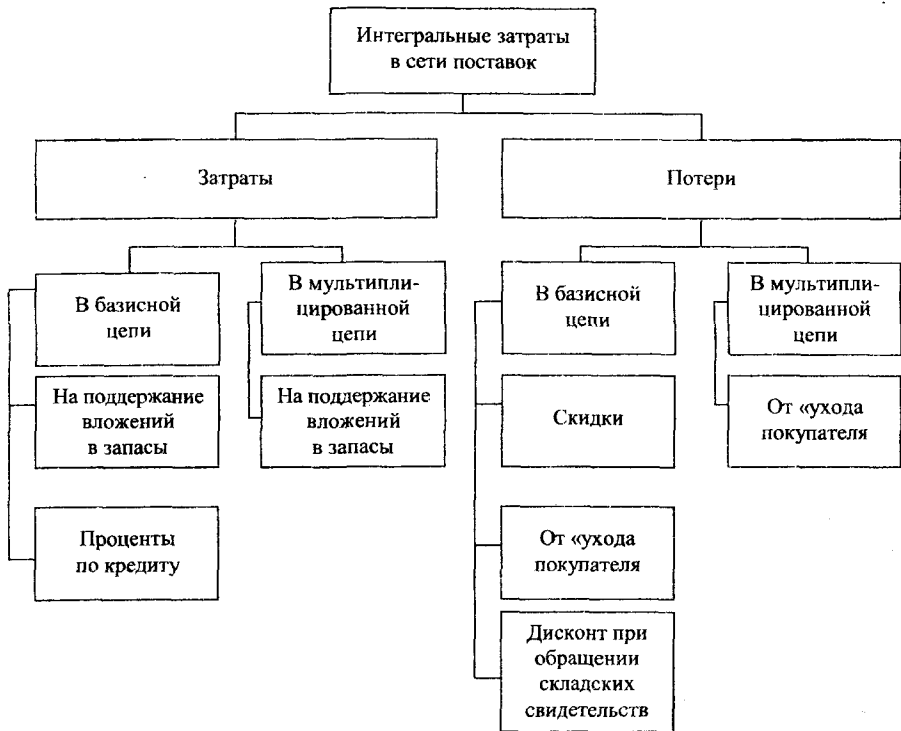 Интегральные затраты
в сети поставок
Затраты
Потери
В базисной
цепи
В мультипли-
цированной
цепи
В базисной
цепи
В мультипли-
цированной
цепи
На поддержание
вложений
в запасы
На поддержание
вложений
в запасы
Скидки
От «ухода
покупателя
Проценты
по кредиту
От «ухода
покупателя
Дисконт при
обращении
складских
свидетельств